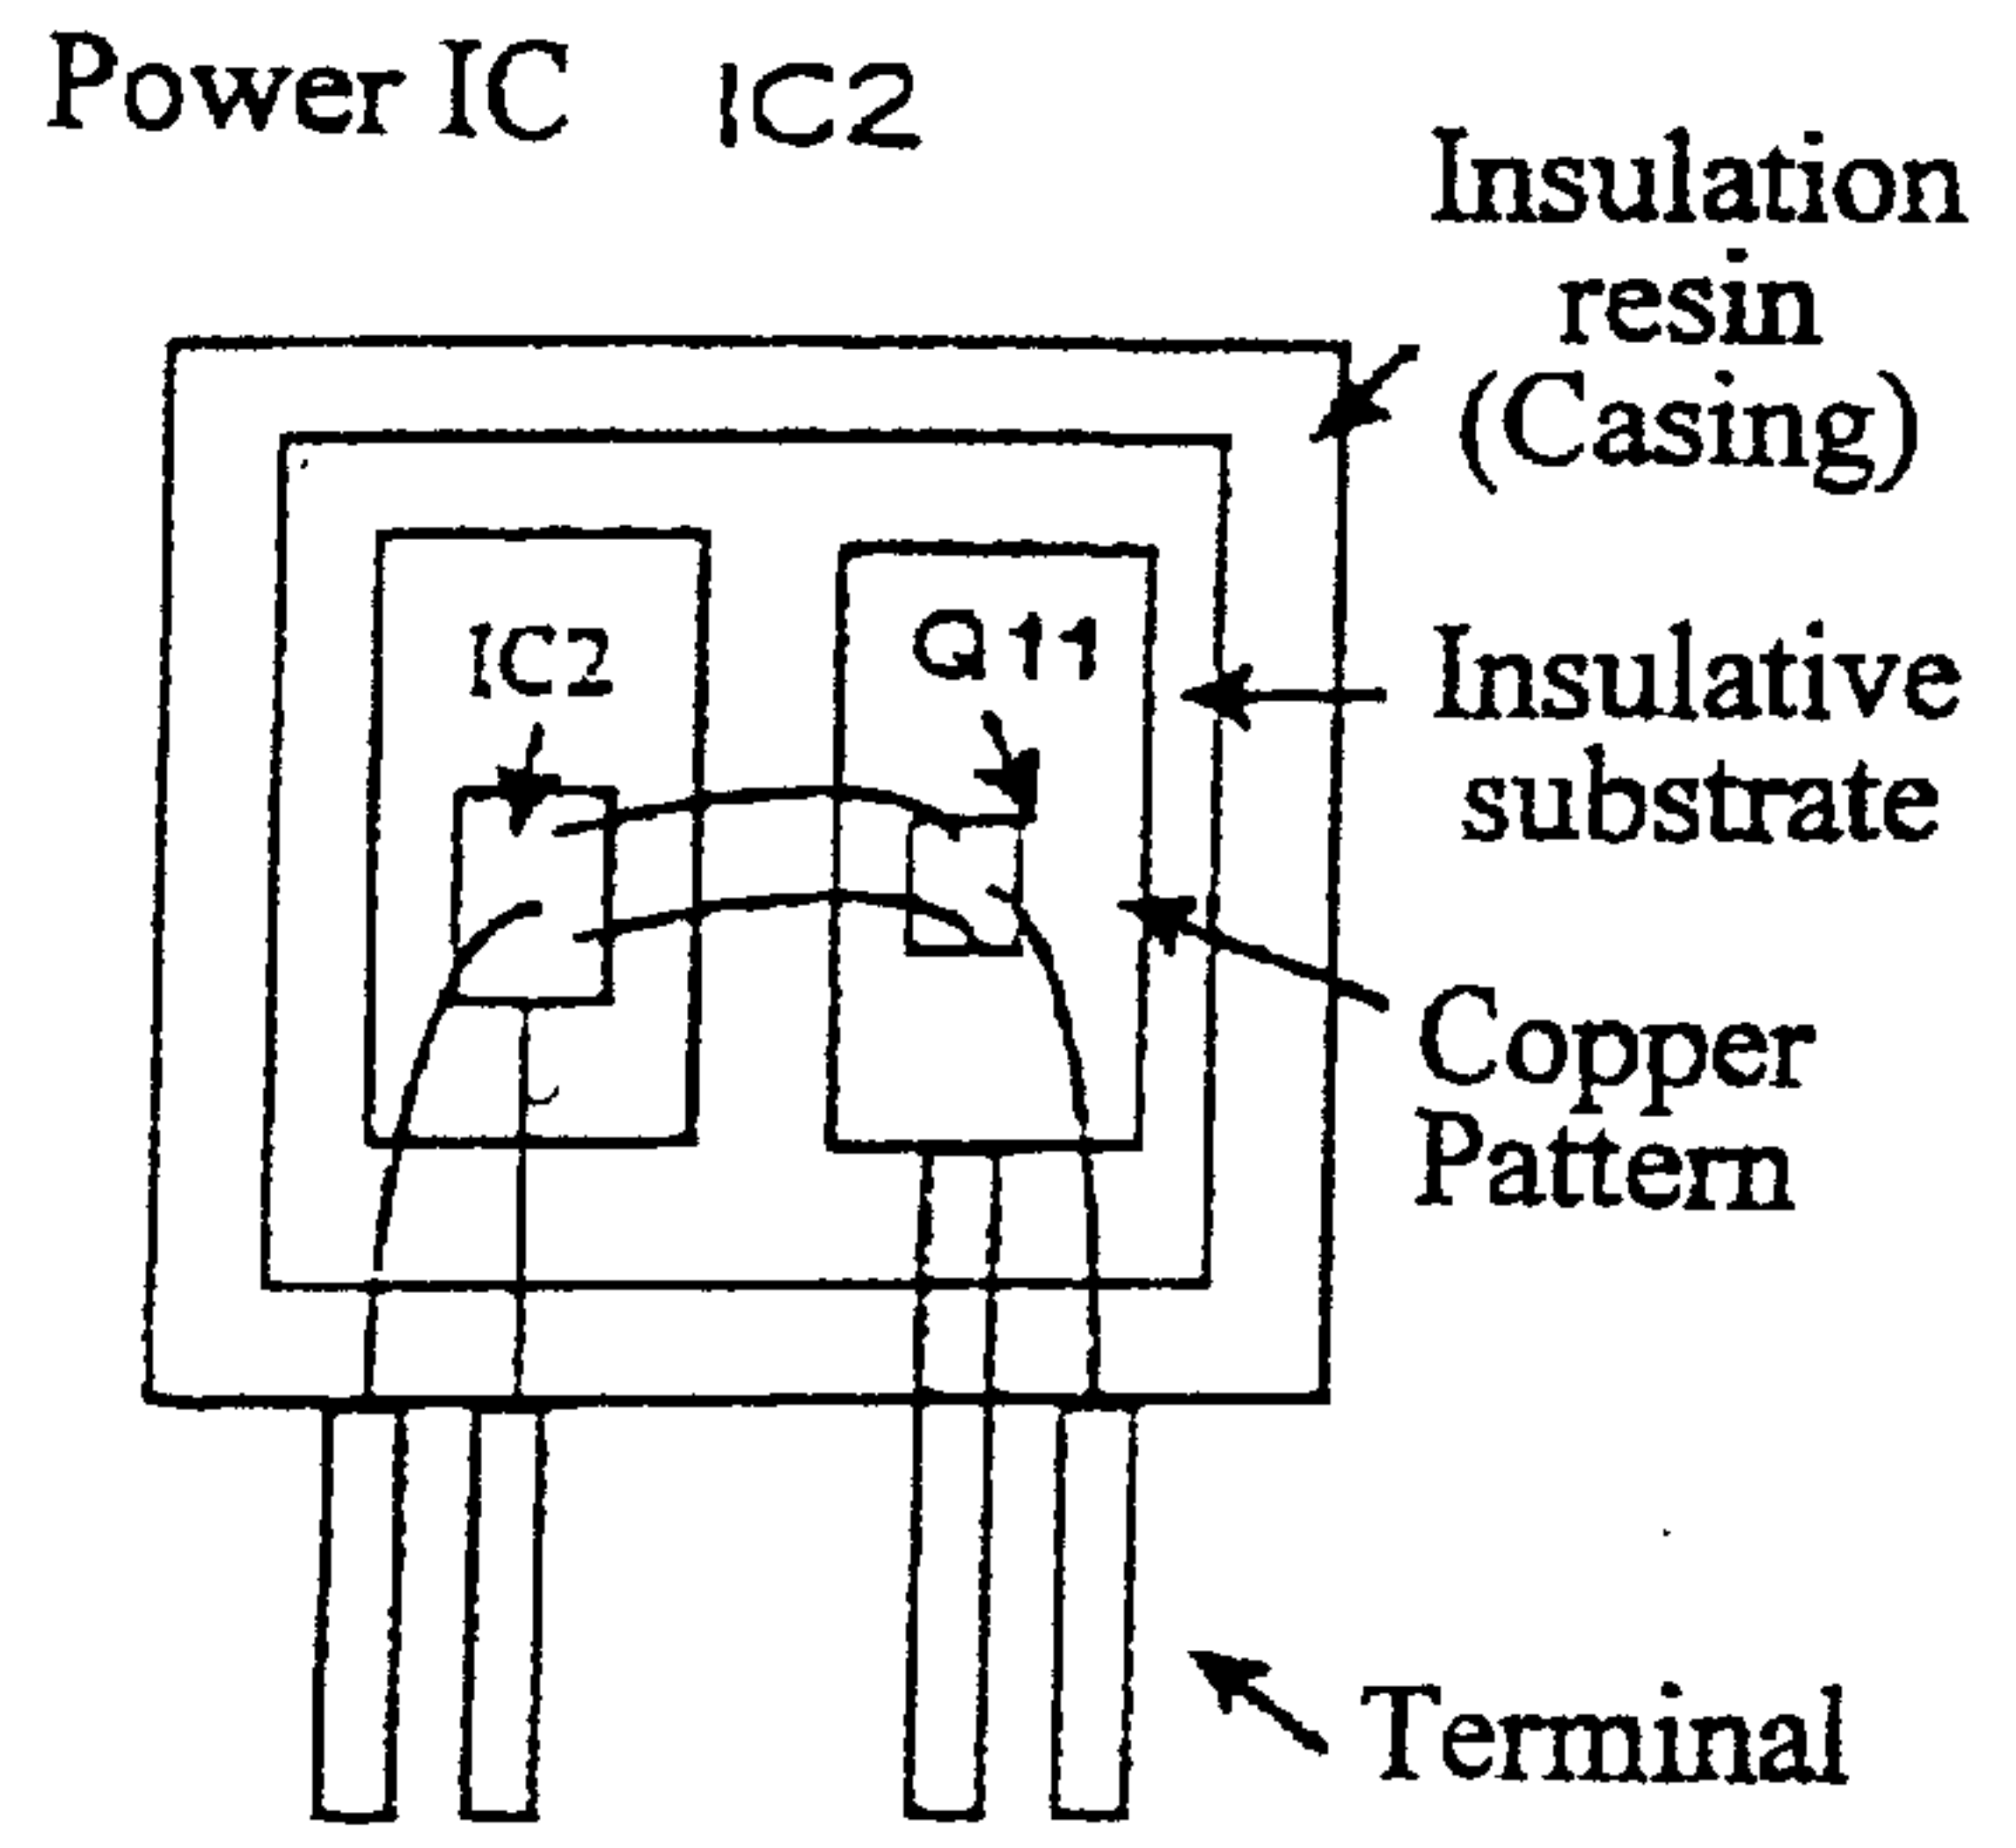 Power IC IC2
Insulation
resin
(Casing)
IC2
Q11
Insulative
substrate
Copper
Pattern
Terminal